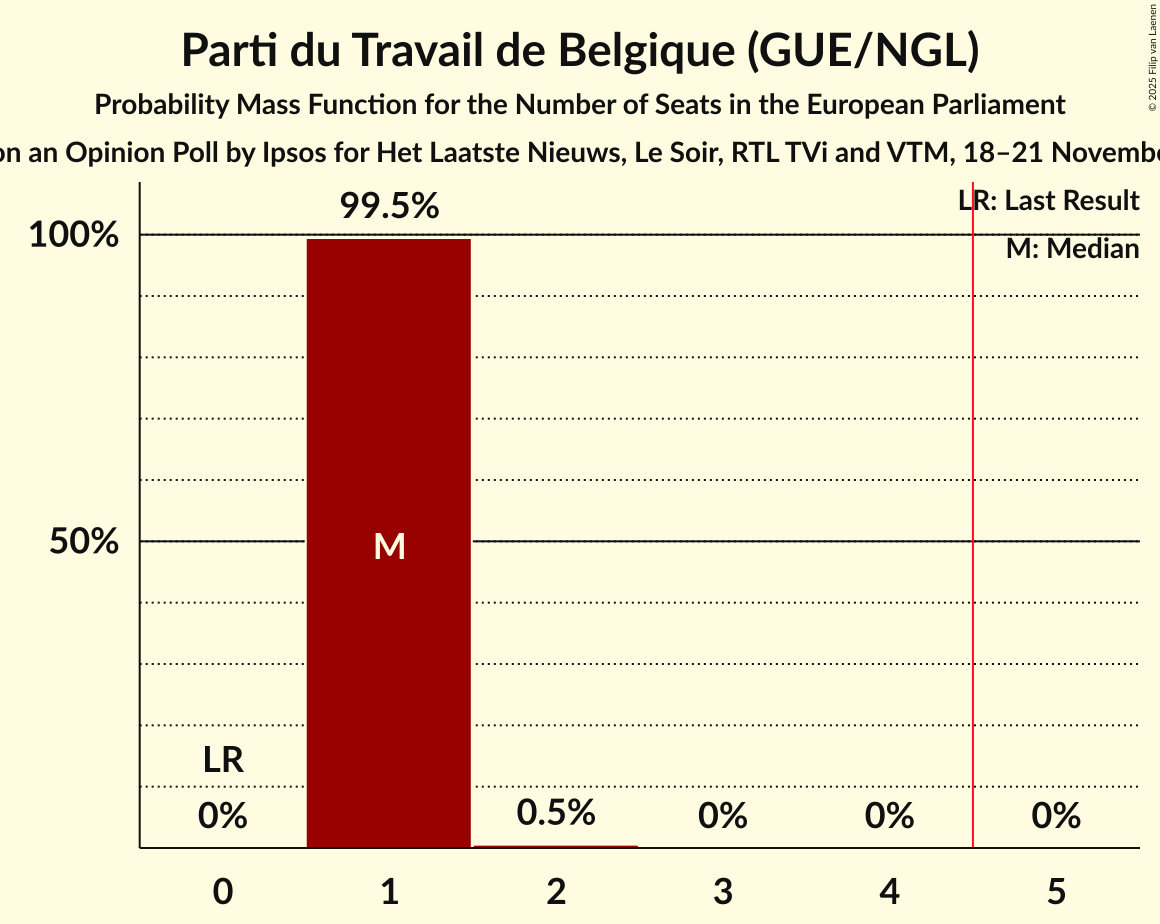 Parti du Travail de Belgique (GUE/NGL)
Probability Mass Function for the Number of Seats in the European Parliament
on an Opinion Poll by Ipsos for Het Laatste Nieuws, Le Soir, RTL TVi and VTM, 18–21 Novembe
© 2025 Filip van Laenen
LR: Last Result
M: Median
99.5%
100%
50%
M
LR
0%
0.5%
0%
0%
0%
0 1 2 3 4 5